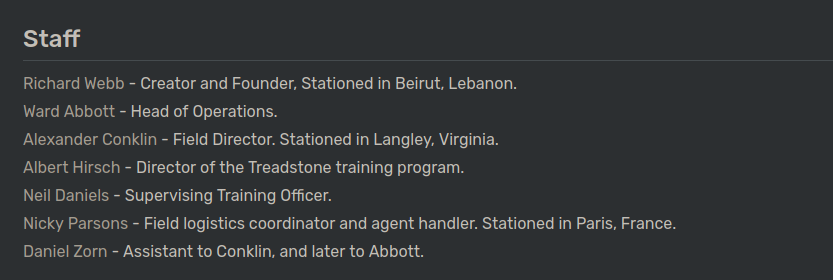 Staff
Richard Webb - Creator and Founder, Stationed in Beirut, Lebanon.
Ward Abbott - Head of Operations.
Alexander Conklin - Field Director. Stationed in Langley, Virginia.
Albert Hirsch - Director of the Treadstone training program.
Neil Daniels - Supervising Training Officer.
Nicky Parsons - Field logistics coordinator and agent handler. Stationed in Paris, France.
Daniel Zorn - Assistant to Conklin, and later to Abbott.